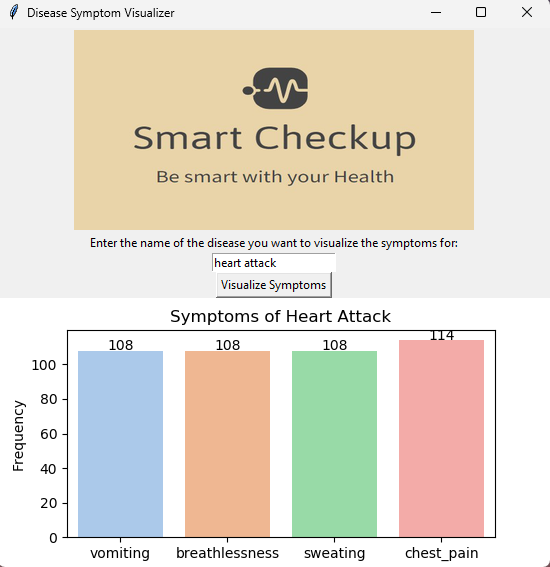 Disease Symptom Visualizer
Smart Checkup
Be smart with your Health
Enter the name of the disease you want to visualize the symptoms for:
heart attack
Visualize Symptoms
Symptoms of Heart Attack
108 108 108 114
Frequency
100
80
60
40
20
0
vomiting breathlessness sweating chest_pain